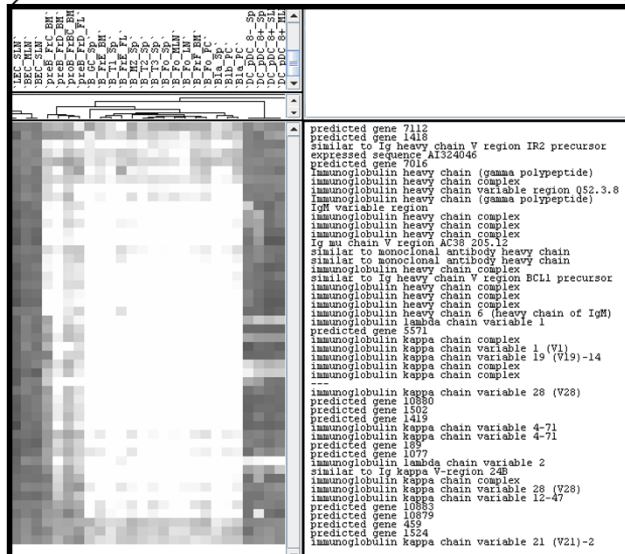 LEC_SLN
BEC_MLN
BEC_SLN
preB_FrC_BM
preB_FrD_BM
proB_FrBC_BM
preB_FrD_FL
B_GC_Sp
B_FrE_BM
B_T1_Sp
B_FrE_FL
B_MZ_Sp
B_T2_Sp
B_T3_Sp
B_Fo_Sp
B_Fo_MLN
B_Fo_LN
B_FrF_BM
B_Fo_PC
B1a_Sp
B1b_PC
B1a_PC
DC_pDC_8-_Sp
DC_pDC_8+_Sp
DC_pDC_8+_SL
DC_pDC_8+_ML
predicted gene 7112
predicted gene 1418
similar to Ig heavy chain V region IR2 precursor
expressed sequence AI324046
predicted gene 7016
Immunoglobulin heavy chain (gamma polypeptide)
immunoglobulin heavy chain complex
immunoglobulin heavy chain variable region Q52.3.8
Immunoglobulin heavy chain (gamma polypeptide)
IgM variable region
immunoglobulin heavy chain complex
immunoglobulin heavy chain complex
immunoglobulin heavy chain complex
Ig mu chain V region AC38 205.12
similar to monoclonal antibody heavy chain
similar to monoclonal antibody heavy chain
immunoglobulin heavy chain complex
similar to Ig heavy chain V region BCL1 precursor
immunoglobulin heavy chain complex
immunoglobulin heavy chain complex
immunoglobulin heavy chain complex
immunoglobulin heavy chain 6 (heavy chain of IgM)
immunoglobulin lambda chain variable 1
predicted gene 5571
immunoglobulin kappa chain complex
immunoglobulin kappa chain variable 1 (V1)
immunoglobulin kappa chain variable 19 (V19)-14
immunoglobulin kappa chain complex
immunoglobulin kappa chain complex
---
immunoglobulin kappa chain variable 28 (V28)
predicted gene 10880
predicted gene 1502
predicted gene 1419
immunoglobulin kappa chain variable 4-71
immunoglobulin kappa chain variable 4-71
predicted gene 189
predicted gene 1077
immunoglobulin lambda chain variable 2
similar to Ig kappa V-region 24B
immunoglobulin kappa chain complex
immunoglobulin kappa chain variable 28 (V28)
immunoglobulin kappa chain variable 12-47
predicted gene 10883
predicted gene 10879
predicted gene 459
predicted gene 1524
immunoglobulin kappa chain variable 21 (V21)-2